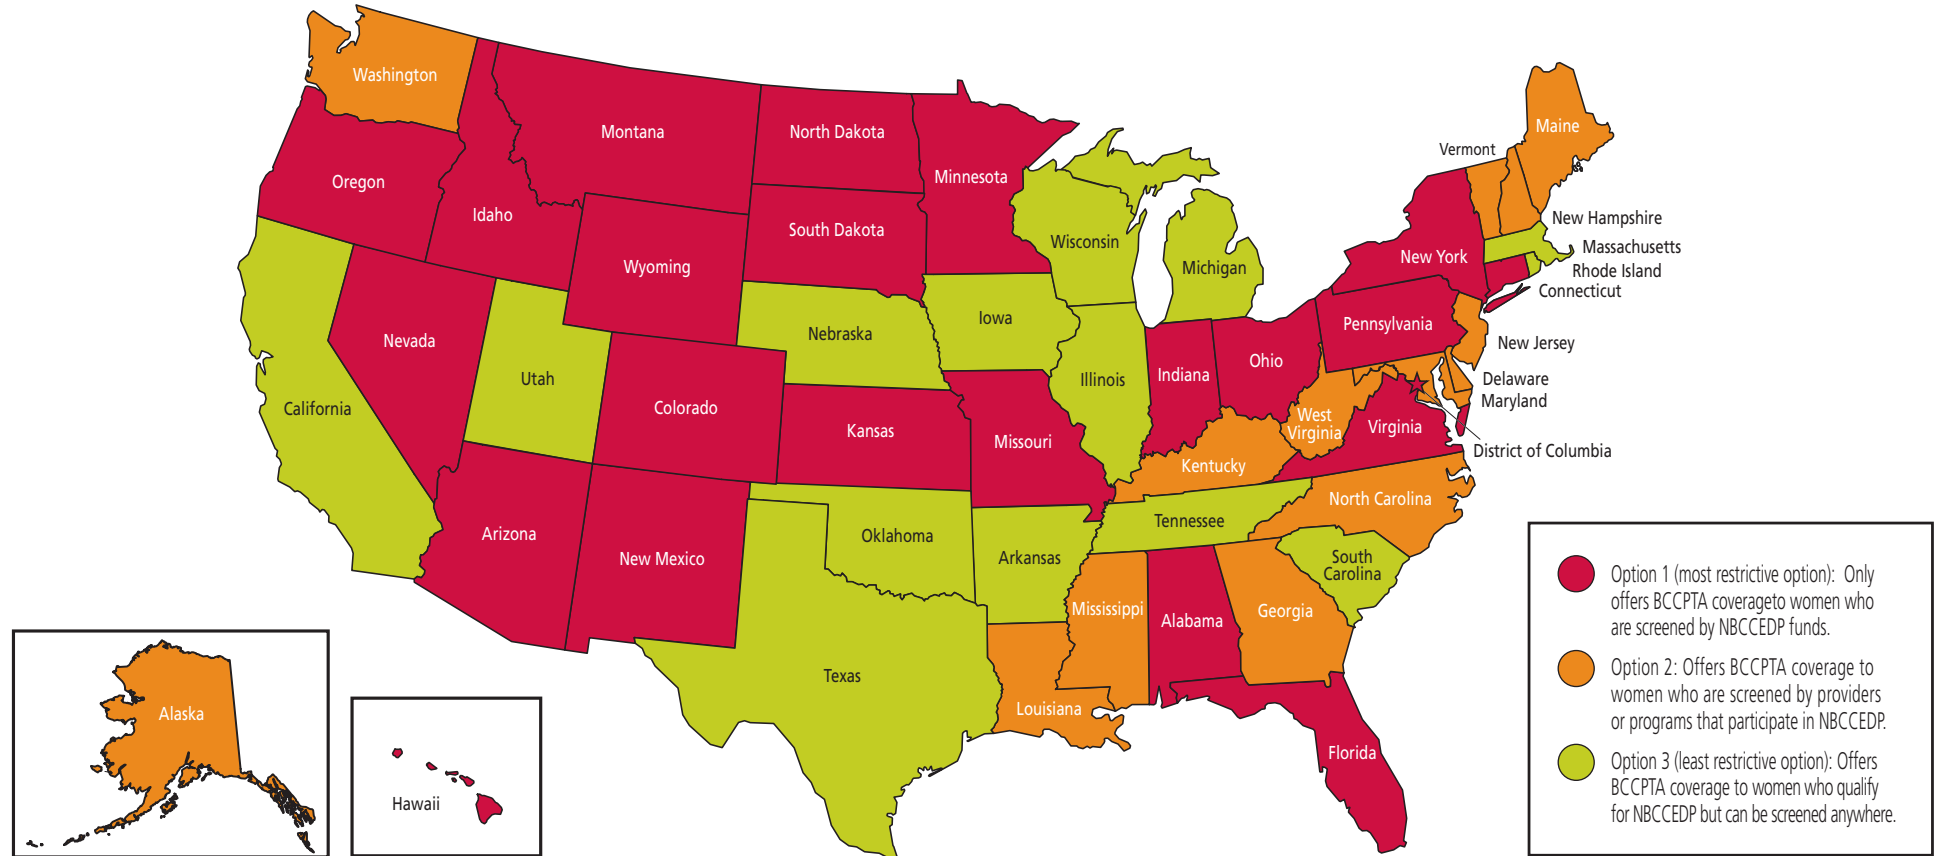 Washington
Montana
North Dakota
Minnesota
Oregon
Idaho
South Dakota
Wyoming
Wisconsin
Michigan
Iowa
Nebraska
Nevada
Utah
Illinois
Indiana
Ohio
California
Colorado
Kansas
Missouri
Kentucky
West
Virginia
Virginia
Pennsylvania
New York
Vermont
Maine
New Hampshire
Massachusetts
Rhode Island
Connecticut
New Jersey
Delaware
Maryland
District of Columbia
North Carolina
Tennessee
South
Carolina
Arizona
New Mexico
Oklahoma
Arkansas
Mississippi
Alabama
Georgia
Texas
Louisiana
Florida
Alaska
Hawaii
Option 1 (most restrictive option):  Only
offers BCCPTA coverageto women who
are screened by NBCCEDP funds.
Option 2: Offers BCCPTA coverage to
women who are screened by providers
or programs that participate in NBCCEDP.
Option 3 (least restrictive option): Offers
BCCPTA coverage to women who qualify
for NBCCEDP but can be screened anywhere.